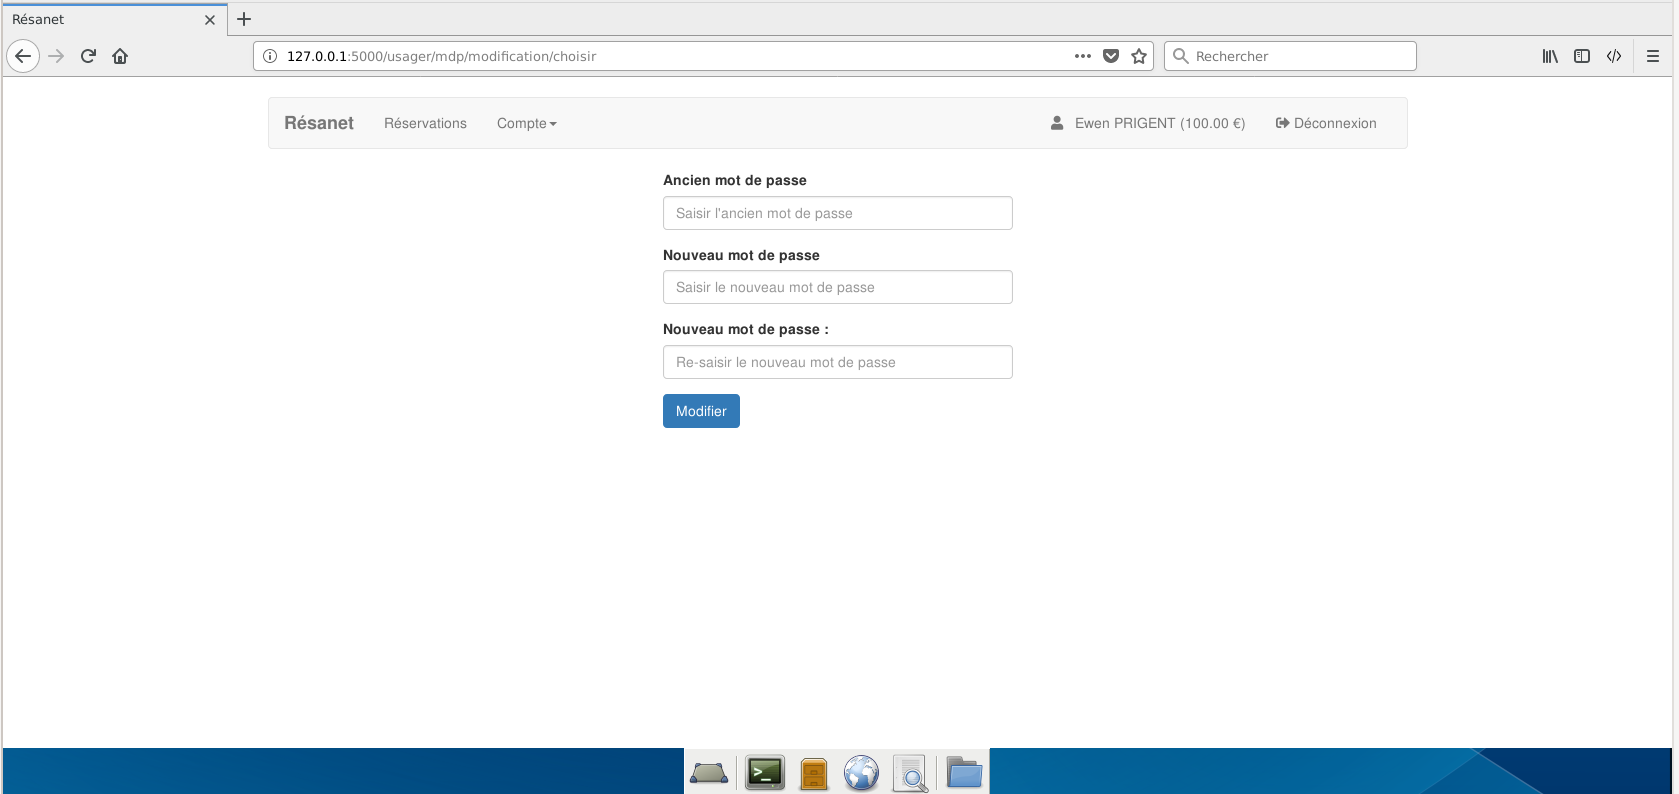 Résanet
127.0.0.1:5000/usager/mdp/modification/choisir
Rechercher
Résanet Réservations Compte Ewen PRIGENT (100.00 €) Déconnexion
Ancien mot de passe
Saisir l'ancien mot de passe
Nouveau mot de passe
Saisir le nouveau mot de passe
Nouveau mot de passe :
Re-saisir le nouveau mot de passe
Modifier